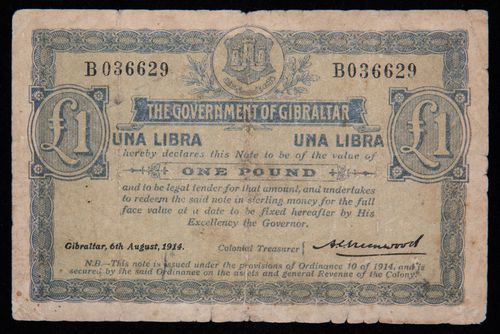 B036629 B036629
THE GOVERNMENT OF GIBRALTAR
£1 £1
UNA LIBRA UNA LIBRA
hereby declares this Note to be of the value of
ONE POUND
and to be legal tender for that amount, and undertakes
to redeem the said note in sterling money for the full
face value at a date to be fixed hereafter by His
Excellency the Governor.
Gibraltar, 6th August, 1914. Colonial Treasurer
N.B.—This note is issued under the provisions of Ordinance 10 of 1914, and is
secured by the said Ordinance on the assets and general Revenue of the Colony.